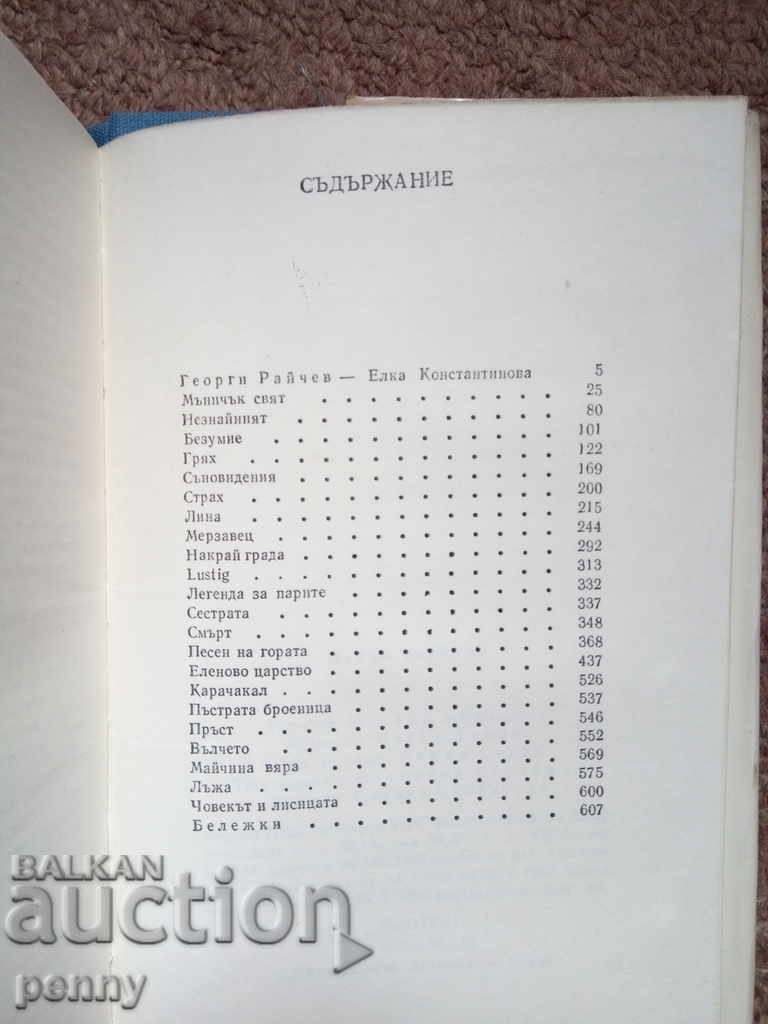 СЪДЪРЖАНИЕ
Георги Райчев — Елка Константинова 5
Мъничък свят . . . . . . . . . . 25
Незнайният . . . . . . . . . . . 80
Безумие . . . . . . . . . . . . 101
Грях . . . . . . . . . . . . . 122
Съновидения . . . . . . . . . . . 169
Страх . . . . . . . . . . . . . 200
Лина . . . . . . . . . . . . . 215
Мерзавец . . . . . . . . . . . . 244
Накрай града . . . . . . . . . . . 292
Lustig . . . . . . . . . . . . . 313
Легенда за парите . . . . . . . . . 332
Сестрата . . . . . . . . . . . . 337
Смърт . . . . . . . . . . . . . 348
Песен на гората . . . . . . . . . . 368
Еленово царство . . . . . . . . . . 437
Карачакал . . . . . . . . . . . . 526
Пъстрата броеница . . . . . . . . . 537
Пръст . . . . . . . . . . . . . 546
Вълчето . . . . . . . . . . . . 552
Майчина вяра . . . . . . . . . . 569
Лъжа . . . . . . . . . . . . . 575
Човекът и лисицата . . . . . . . . . 600
Бележки . . . . . . . . . . . 607
BALKAN
auction
penny